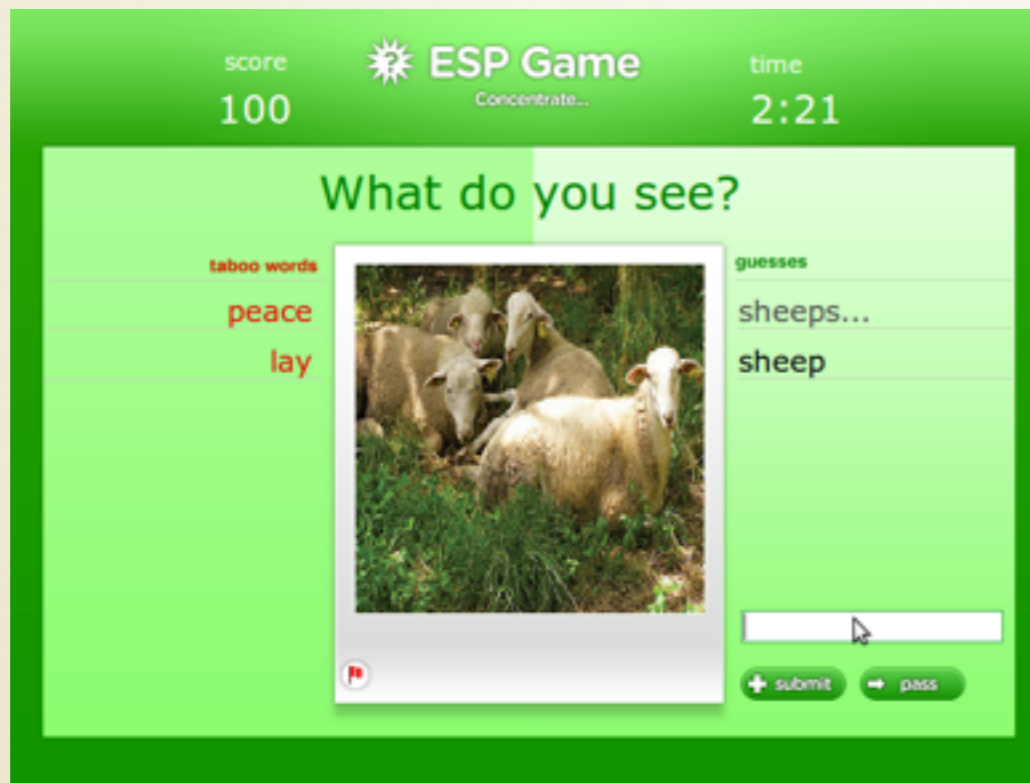 score
ESP Game
time
100
Concentrate...
2:21
What do you see?
taboo words
guesses
peace
sheeps...
lay
sheep
submit
pass